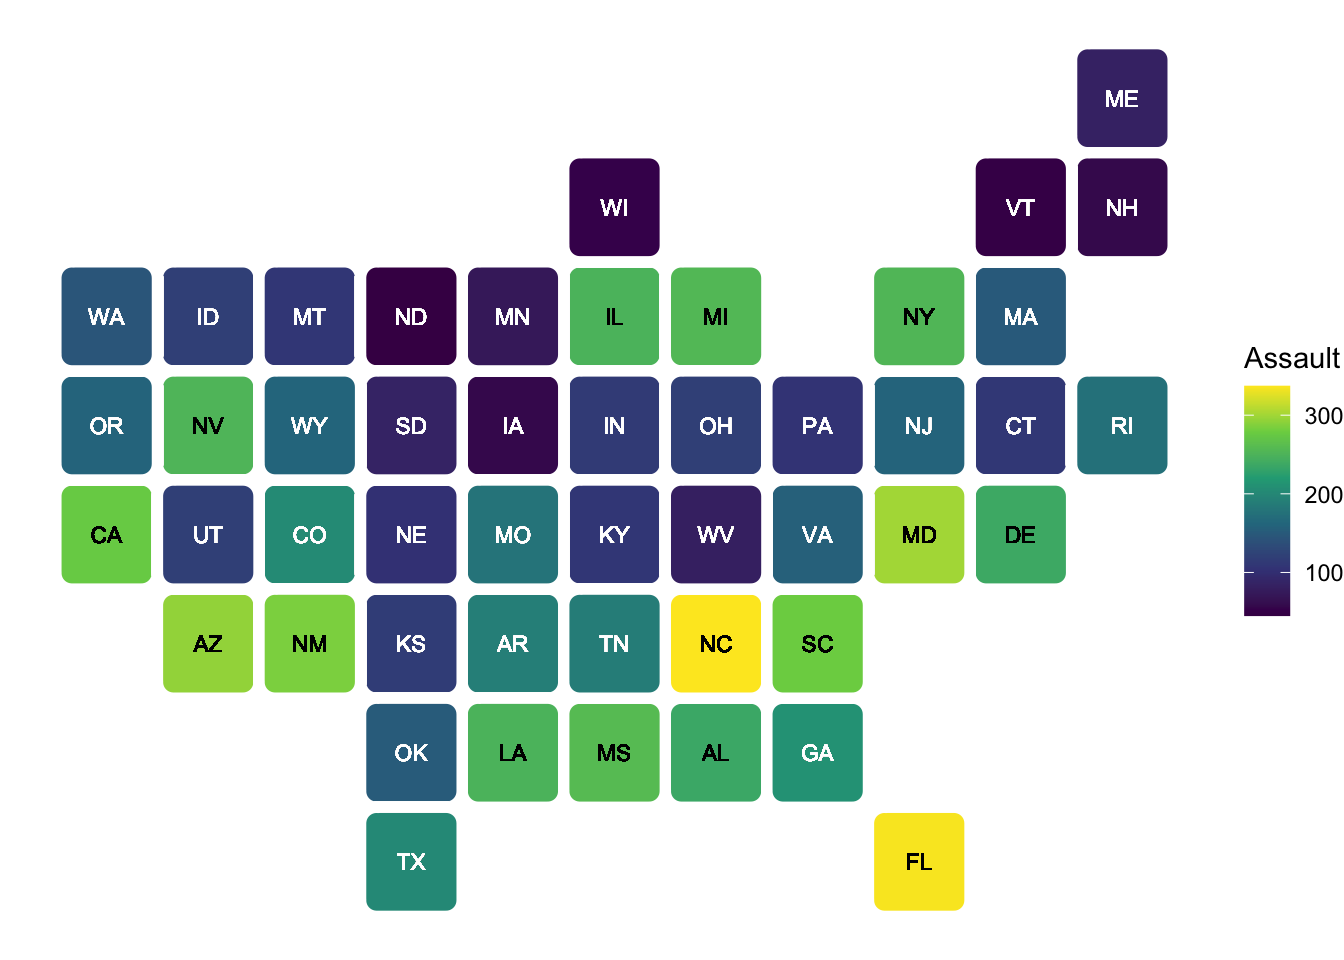 ME
WI VT NH
WA ID MT ND MN IL MI NY MA
Assault
OR NV WY SD IA IN OH PA NJ CT RI
300
200
100
CA UT CO NE MO KY WV VA MD DE
AZ NM KS AR TN NC SC
OK LA MS AL GA
TX FL